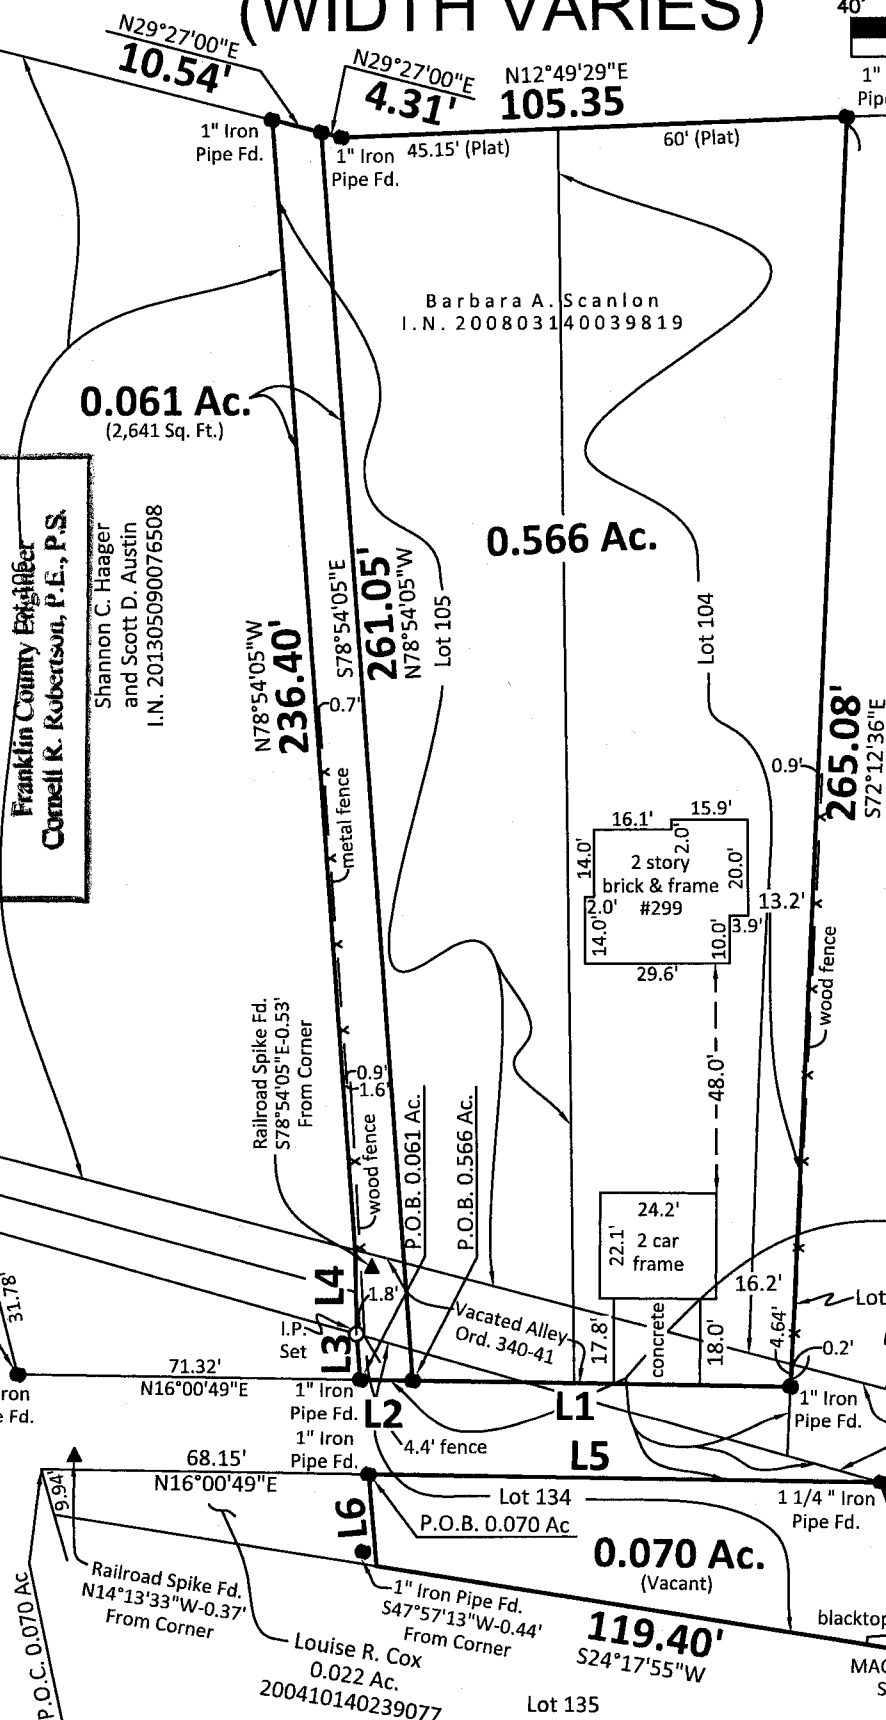 (WIDTH VARIES)
40'
1"
Pip
N29°27'00"E
10.54'
N29°27'00"E
4.31'
N12°49'29"E
105.35
1" Iron
Pipe Fd.
1" Iron
Pipe Fd.
45.15' (Plat)
60' (Plat)
Barbara A. Scanlon
I.N. 200803140039819
0.061 Ac.
(2,641 Sq. Ft.)
0.566 Ac.
Franklin County Engineer
Cornell R. Robertson, P.E., P.S.
Lot 106
Shannon C. Haager
and Scott D. Austin
I.N. 201305090076508
N78°54'05"W
236.40'
S78°54'05"E
261.05'
N78°54'05"W
Lot 105
Lot 104
265.08'
S72°12'36"E
0.7'
metal fence
0.9'
16.1'
15.9'
2.0'
14.0'
2 story
brick & frame
#299
20.0'
2.0'
14.0'
10.0'
3.9'
13.2'
29.6'
wood fence
48.0'
Railroad Spike Fd.
S78°54'05"E-0.53'
From Corner
0.9'
1.6'
wood fence
P.O.B. 0.061 Ac.
P.O.B. 0.566 Ac.
24.2'
22.1'
2 car
frame
L4
1.8'
16.2'
Lot
31.78'
I.P.
Set
L3
Vacated Alley
Ord. 340-41
17.8'
concrete
18.0'
4.64'
0.2'
71.32'
N16°00'49"E
ron
e Fd.
1" Iron
Pipe Fd.
L2
L1
1" Iron
Pipe Fd.
1" Iron
Pipe Fd.
4.4' fence
L5
68.15'
N16°00'49"E
9.94'
L6
Lot 134
1 1/4 " Iron
Pipe Fd.
P.O.B. 0.070 Ac
0.070 Ac.
(Vacant)
P.O.C. 0.070 Ac
Railroad Spike Fd.
N14°13'33"W-0.37'
From Corner
1" Iron Pipe Fd.
S47°57'13"W-0.44'
From Corner
119.40'
S24°17'55"W
blacktop
MAG
S
Louise R. Cox
0.022 Ac.
200410140239077
Lot 135